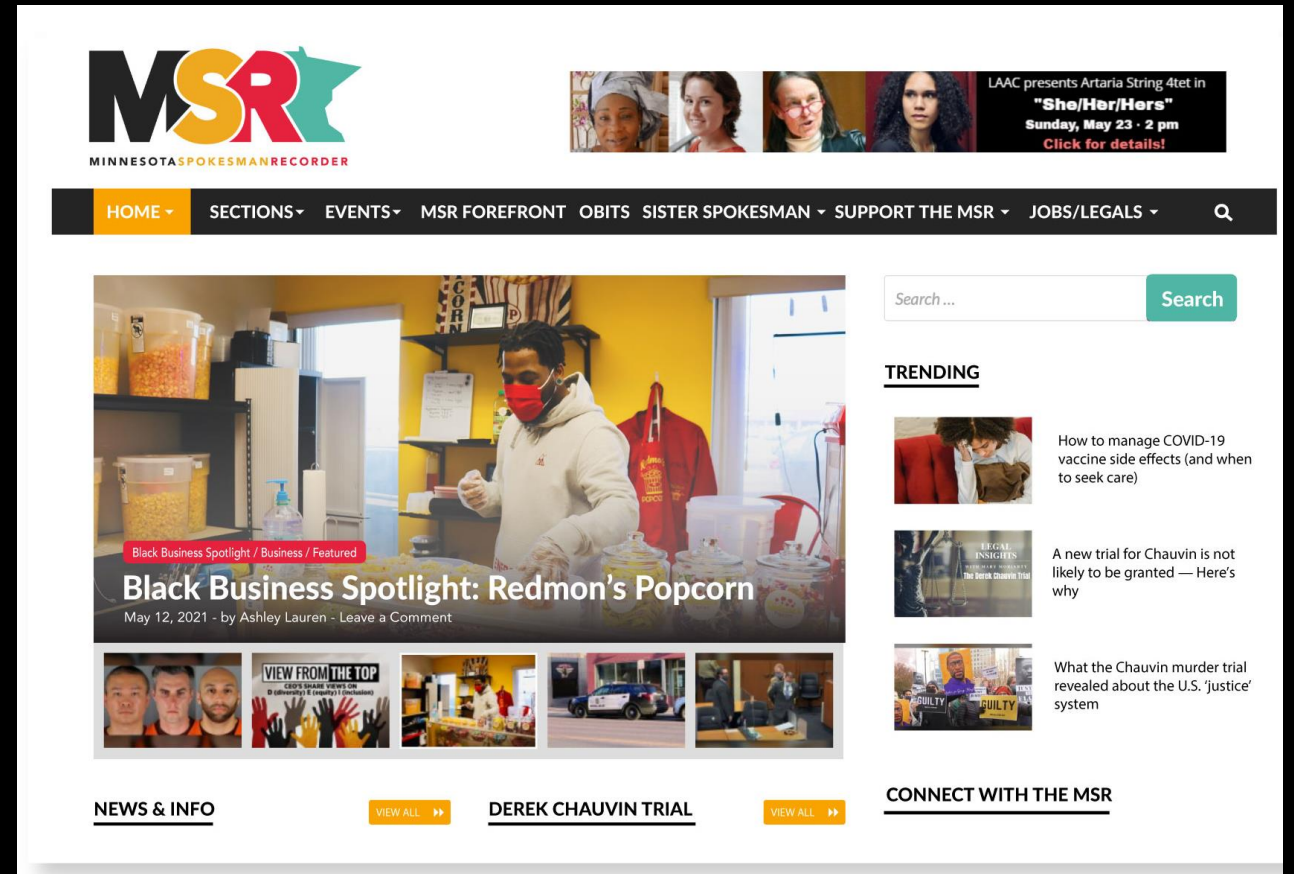 MSR
MINNESOTASPOKESMANRECORDER
LAAC presents Artaria String 4tet in
"She/Her/Hers"
Sunday, May 23 · 2 pm
Click for details!
HOME
SECTIONS
EVENTS
MSR FOREFRONT
OBITS
SISTER SPOKESMAN
SUPPORT THE MSR
JOBS/LEGALS
CORN
Black Business Spotlight / Business / Featured
Black Business Spotlight: Redmon's Popcorn
May 12, 2021 - by Ashley Lauren - Leave a Comment
VIEW FROM THE TOP
CEO'S SHARE VIEWS ON
D (diversity) E (equity) I (inclusion)
NEWS & INFO
VIEW ALL
DEREK CHAUVIN TRIAL
VIEW ALL
Search ...
Search
TRENDING
How to manage COVID-19
vaccine side effects (and when
to seek care)
LEGAL
INSIGHTS
WITH MARY MORIARTY
The Derek Chauvin Trial
A new trial for Chauvin is not
likely to be granted — Here's
why
GUILTY
GUILTY
What the Chauvin murder trial
revealed about the U.S. 'justice'
system
CONNECT WITH THE MSR